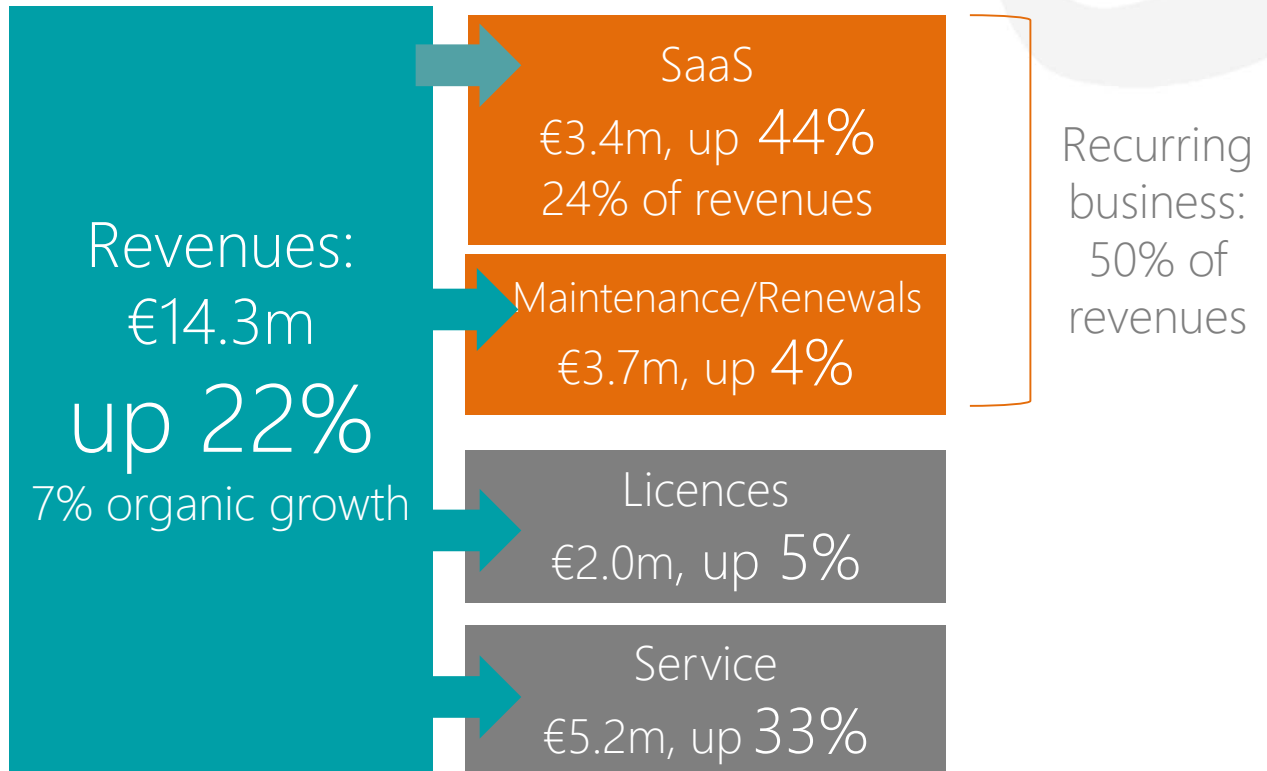 Revenues:
€14.3m
up 22%
7% organic growth
SaaS
€3.4m, up 44%
24% of revenues
Maintenance/Renewals
€3.7m, up 4%
Licences
€2.0m, up 5%
Service
€5.2m, up 33%
Recurring
business:
50% of
revenues